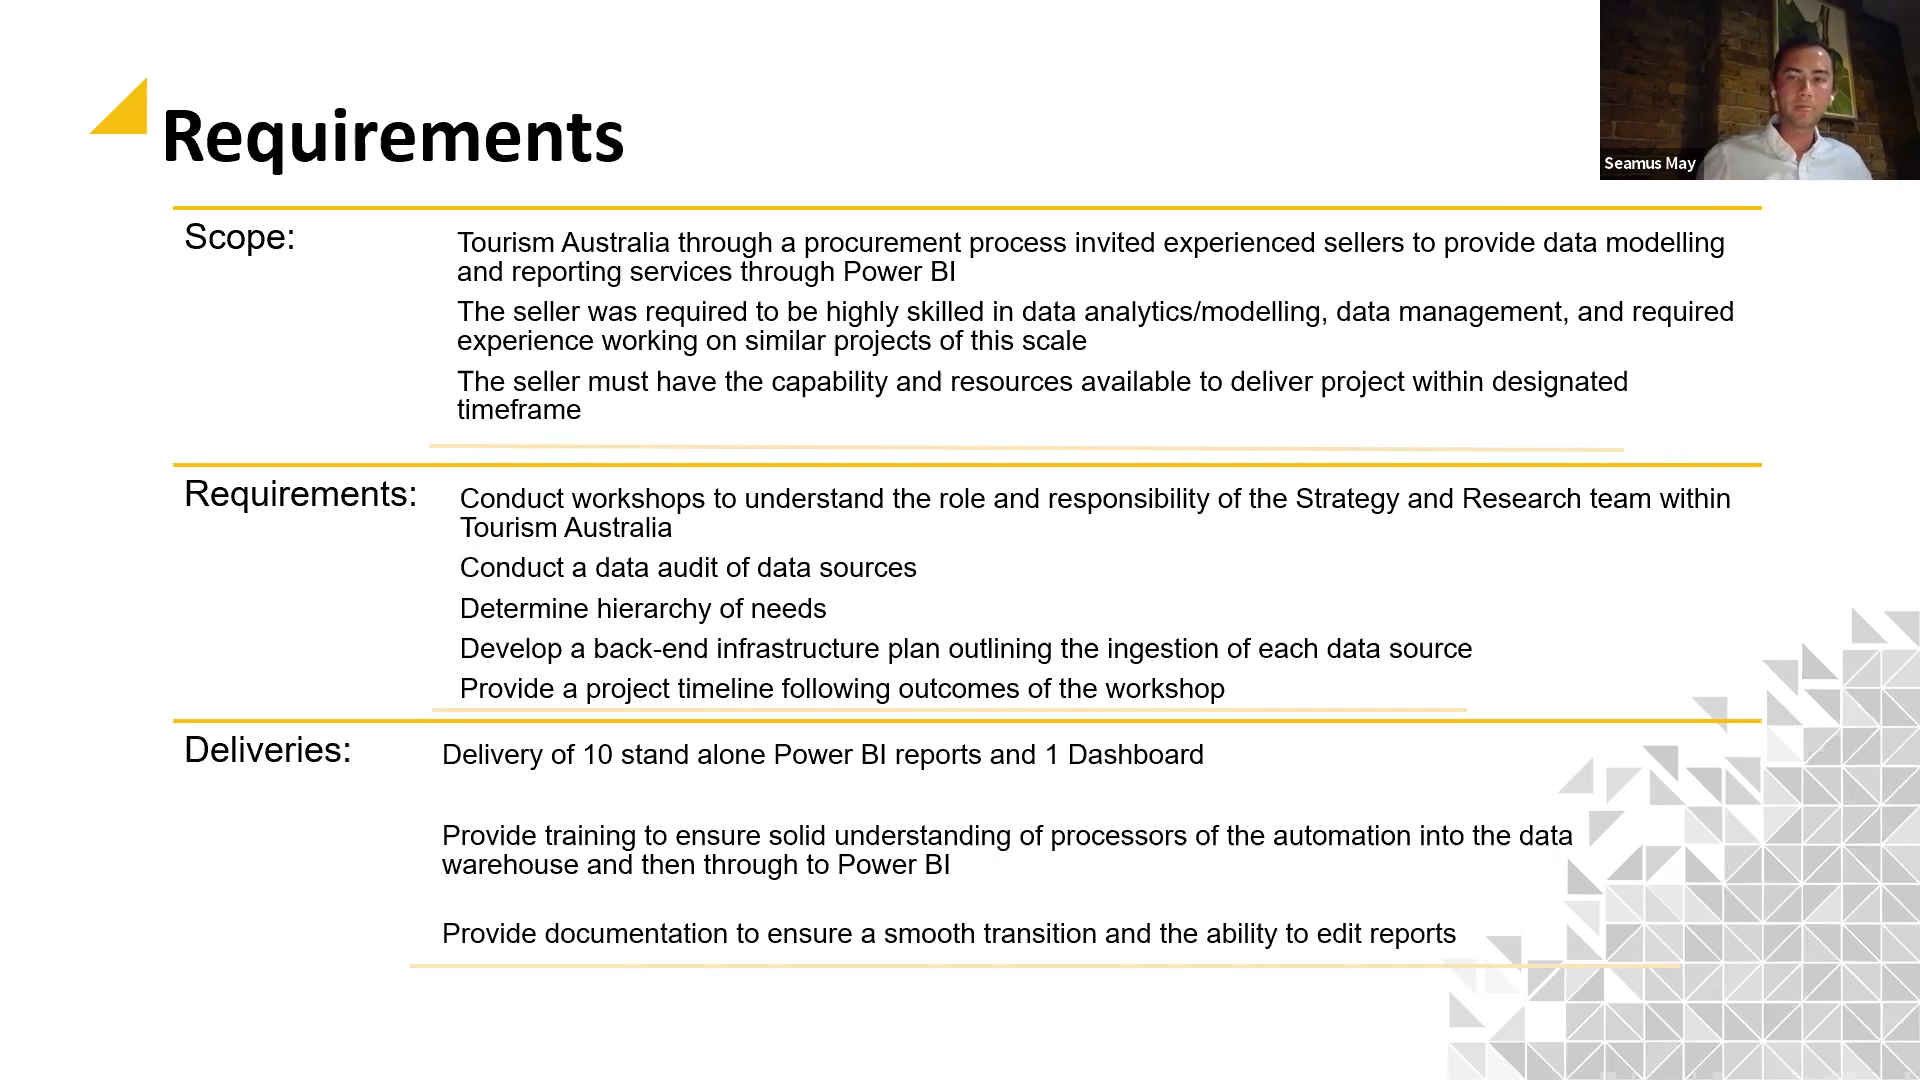 Requirements
Seamus May
Scope:
Tourism Australia through a procurement process invited experienced sellers to provide data modelling
and reporting services through Power BI
The seller was required to be highly skilled in data analytics/modelling, data management, and required
experience working on similar projects of this scale
The seller must have the capability and resources available to deliver project within designated
timeframe
Requirements:
Conduct workshops to understand the role and responsibility of the Strategy and Research team within
Tourism Australia
Conduct a data audit of data sources
Determine hierarchy of needs
Develop a back-end infrastructure plan outlining the ingestion of each data source
Provide a project timeline following outcomes of the workshop
Deliveries:
Delivery of 10 stand alone Power BI reports and 1 Dashboard
Provide training to ensure solid understanding of processors of the automation into the data
warehouse and then through to Power BI
Provide documentation to ensure a smooth transition and the ability to edit reports